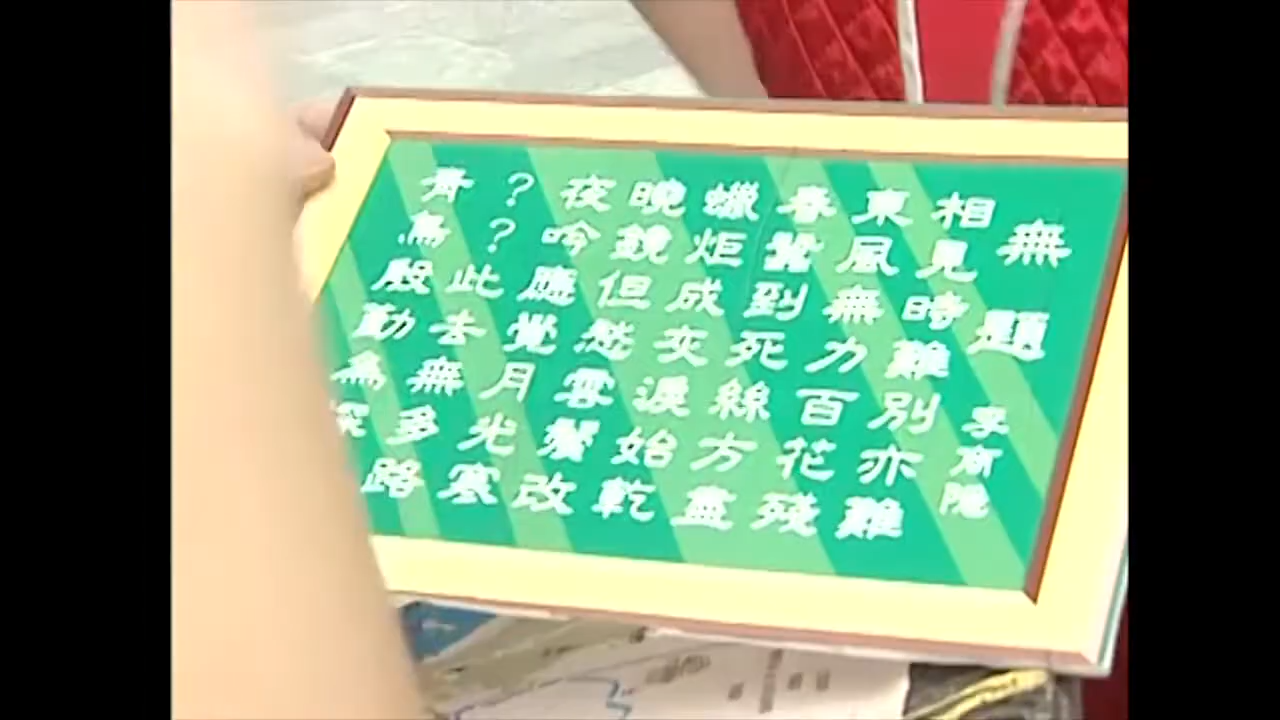 無題 李商隱
相見時難別亦難
東風無力百花殘
春蠶到死絲方盡
蠟炬成灰淚始乾
曉鏡但愁雲鬢改
夜吟應覺月光寒
??此去無多路
青鳥殷勤為探